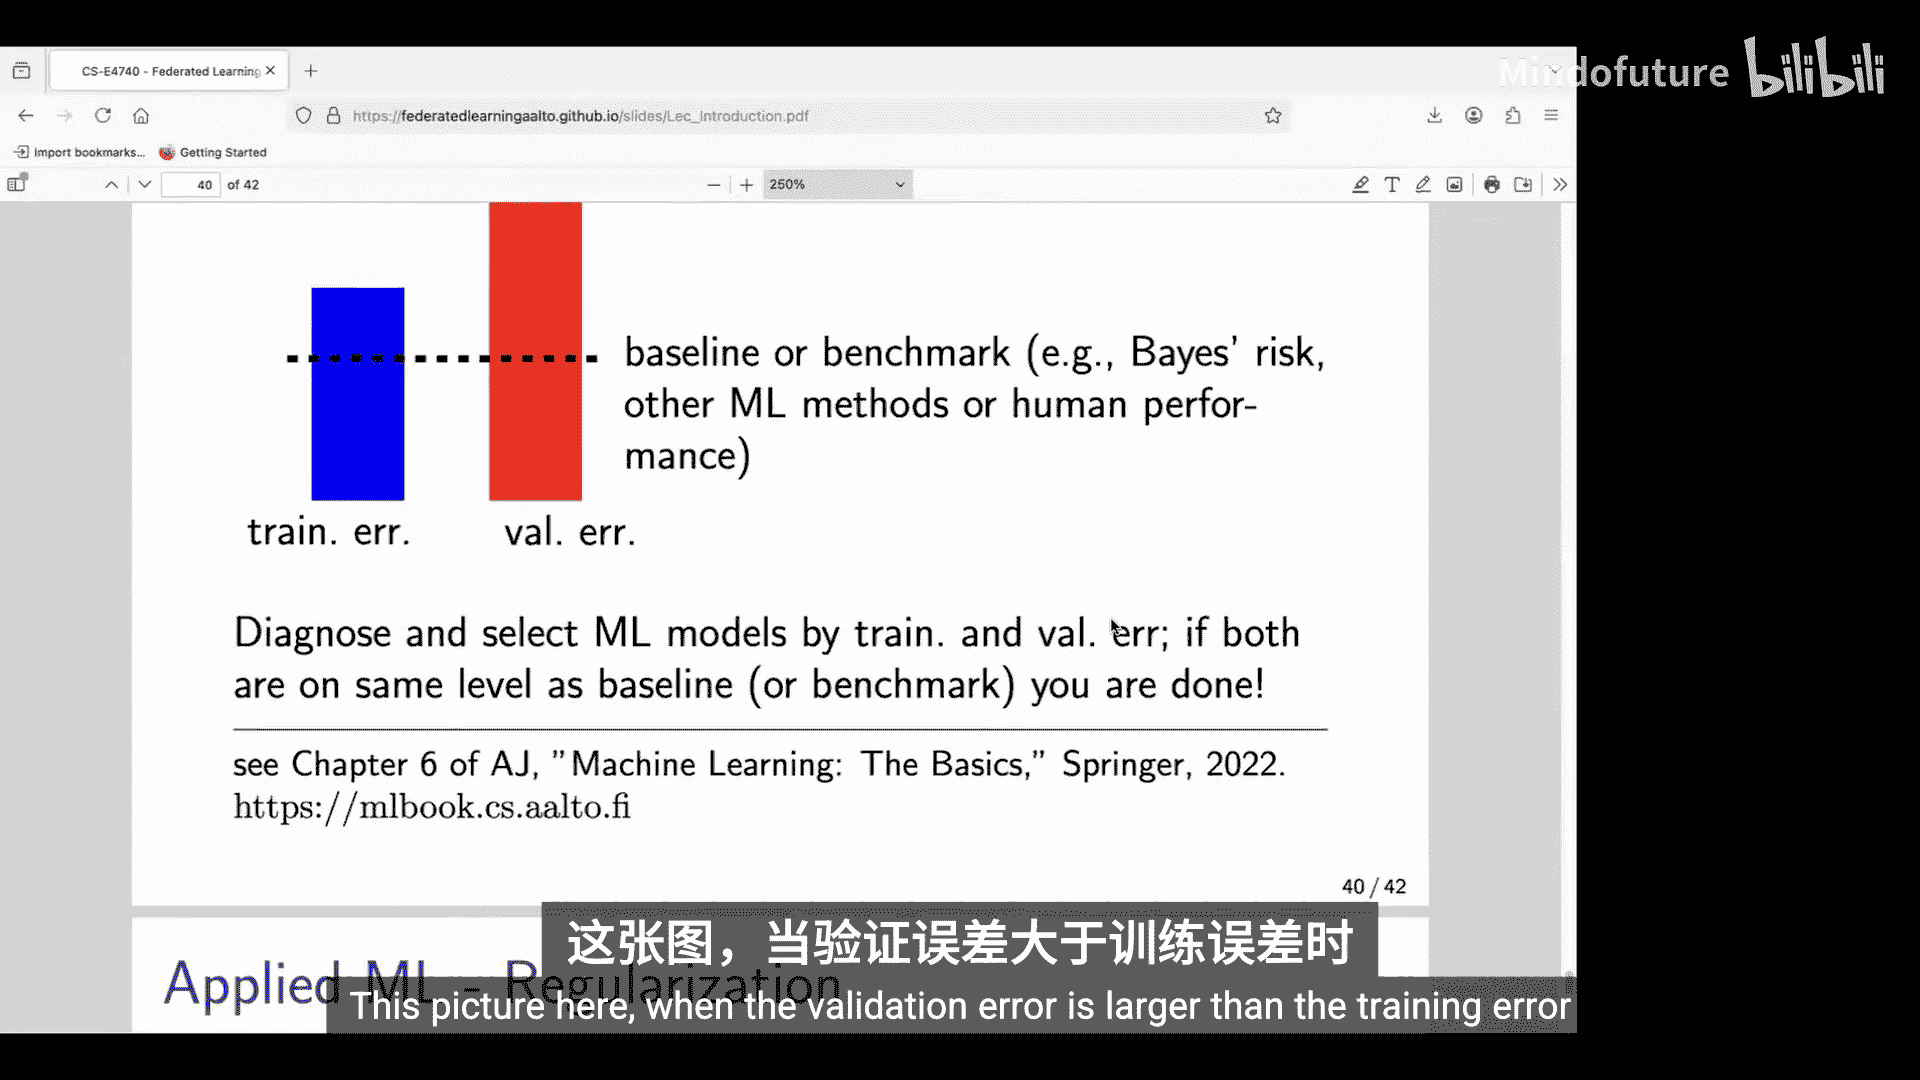 Mindofuture bilibili
CS-E4740 - Federated Learning
https://federatedlearningaalto.github.io/slides/Lec_Introduction.pdf
Import bookmarks... Getting Started
40 of 42
250%
baseline or benchmark (e.g., Bayes' risk,
other ML methods or human perfor-
mance)
train. err. val. err.
Diagnose and select ML models by train. and val. err; if both
are on same level as baseline (or benchmark) you are done!
see Chapter 6 of AJ, "Machine Learning: The Basics," Springer, 2022.
https://mlbook.cs.aalto.fi
40 / 42
这张图，当验证误差大于训练误差时
Applied ML - Regularization
This picture here, when the validation error is larger than the training error